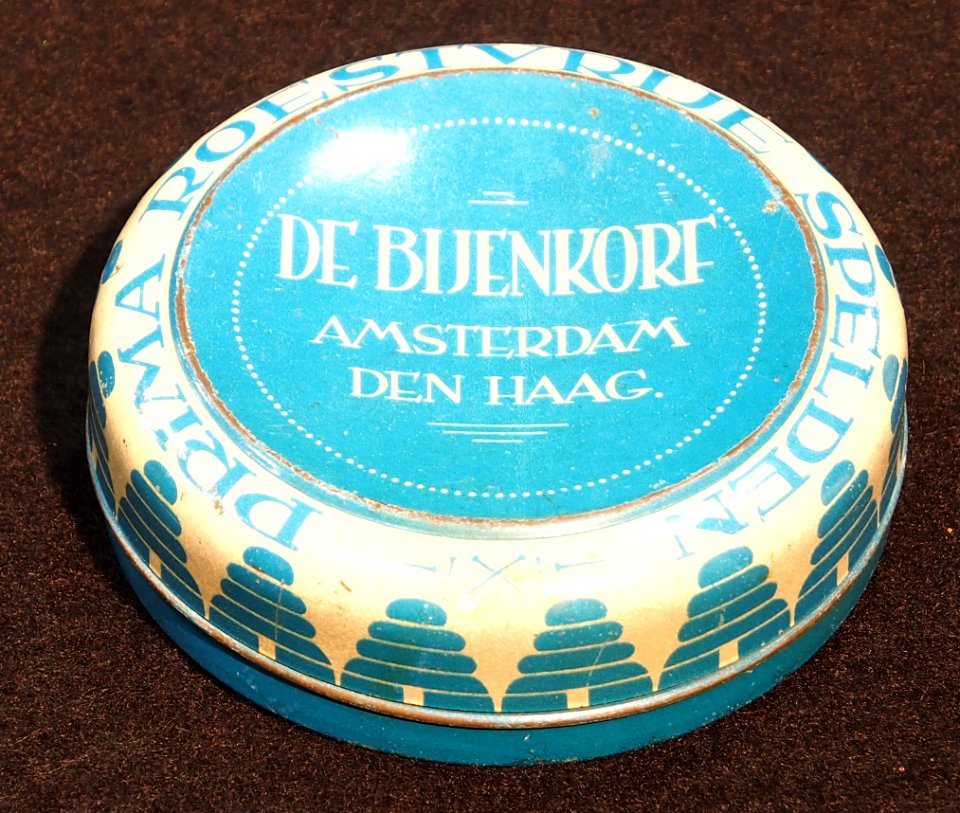 DE BIJENKORF
AMSTERDAM
DEN HAAG.
PRIMA ROESTVRIJE SPELDEN